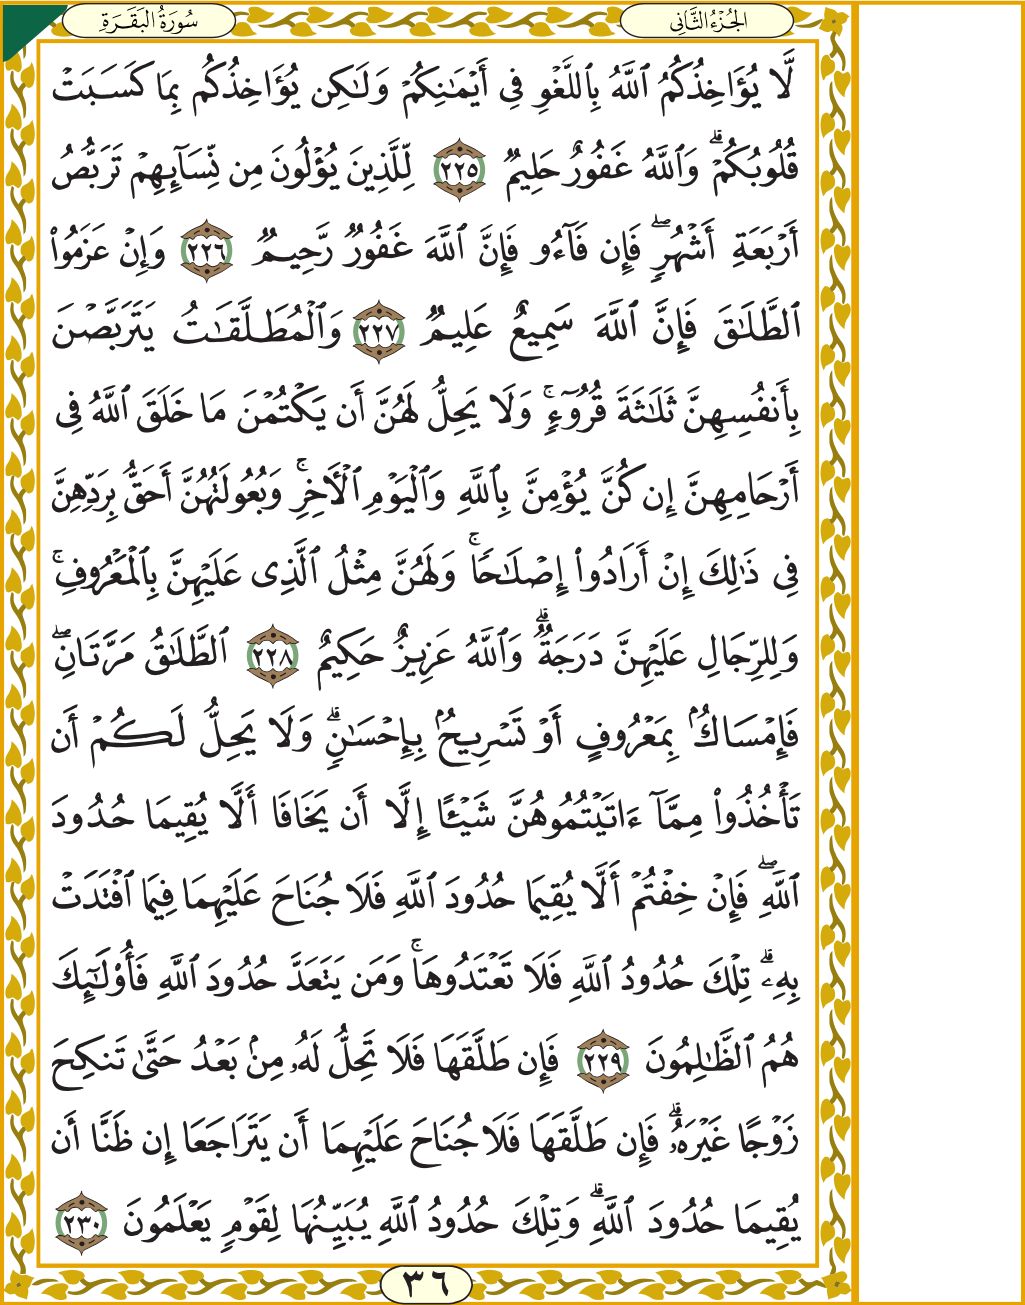 الجُزْءُ الثَّانِى
سُورَةُ البَقَرَةِ
لَّا يُؤَاخِذُكُمُ ٱللَّهُ بِٱللَّغْوِ فِىٓ أَيْمَـٰنِكُمْ وَلَـٰكِن يُؤَاخِذُكُم بِمَا كَسَبَتْ
قُلُوبُكُمْ ۗ وَٱللَّهُ غَفُورٌ حَلِيمٌ ٢٢٥ لِّلَّذِينَ يُؤْلُونَ مِن نِّسَآئِهِمْ تَرَبُّصُ
أَرْبَعَةِ أَشْهُرٍ ۖ فَإِن فَآءُو فَإِنَّ ٱللَّهَ غَفُورٌ رَّحِيمٌ ٢٢٦ وَإِنْ عَزَمُوا۟
ٱلطَّلَـٰقَ فَإِنَّ ٱللَّهَ سَمِيعٌ عَلِيمٌ ٢٢٧ وَٱلْمُطَلَّقَـٰتُ يَتَرَبَّصْنَ
بِأَنفُسِهِنَّ ثَلَـٰثَةَ قُرُوٓءٍ ۚ وَلَا يَحِلُّ لَهُنَّ أَن يَكْتُمْنَ مَا خَلَقَ ٱللَّهُ فِىٓ
أَرْحَامِهِنَّ إِن كُنَّ يُؤْمِنَّ بِٱللَّهِ وَٱلْيَوْمِ ٱلْـَٔاخِرِ ۚ وَبُعُولَتُهُنَّ أَحَقُّ بِرَدِّهِنَّ
فِى ذَٰلِكَ إِنْ أَرَادُوٓا۟ إِصْلَـٰحًا ۚ وَلَهُنَّ مِثْلُ ٱلَّذِى عَلَيْهِنَّ بِٱلْمَعْرُوفِ ۚ
وَلِلرِّجَالِ عَلَيْهِنَّ دَرَجَةٌ ۗ وَٱللَّهُ عَزِيزٌ حَكِيمٌ ٢٢٨ ٱلطَّلَـٰقُ مَرَّتَانِ ۖ
فَإِمْسَاكٌۢ بِمَعْرُوفٍ أَوْ تَسْرِيحٌۢ بِإِحْسَـٰنٍ ۗ وَلَا يَحِلُّ لَكُمْ أَن
تَأْخُذُوا۟ مِمَّآ ءَاتَيْتُمُوهُنَّ شَيْـًٔا إِلَّآ أَن يَخَافَآ أَلَّا يُقِيمَا حُدُودَ
ٱللَّهِ ۖ فَإِنْ خِفْتُمْ أَلَّا يُقِيمَا حُدُودَ ٱللَّهِ فَلَا جُنَاحَ عَلَيْهِمَا فِيمَا ٱفْتَدَتْ
بِهِۦ ۗ تِلْكَ حُدُودُ ٱللَّهِ فَلَا تَعْتَدُوهَا ۚ وَمَن يَتَعَدَّ حُدُودَ ٱللَّهِ فَأُو۟لَـٰٓئِكَ
هُمُ ٱلظَّـٰلِمُونَ ٢٢٩ فَإِن طَلَّقَهَا فَلَا تَحِلُّ لَهُۥ مِنۢ بَعْدُ حَتَّىٰ تَنكِحَ
زَوْجًا غَيْرَهُۥ ۗ فَإِن طَلَّقَهَا فَلَا جُنَاحَ عَلَيْهِمَآ أَن يَتَرَاجَعَآ إِن ظَنَّآ أَن
يُقِيمَا حُدُودَ ٱللَّهِ ۗ وَتِلْكَ حُدُودُ ٱللَّهِ يُبَيِّنُهَا لِقَوْمٍ يَعْلَمُونَ ٢٣٠
٣٦